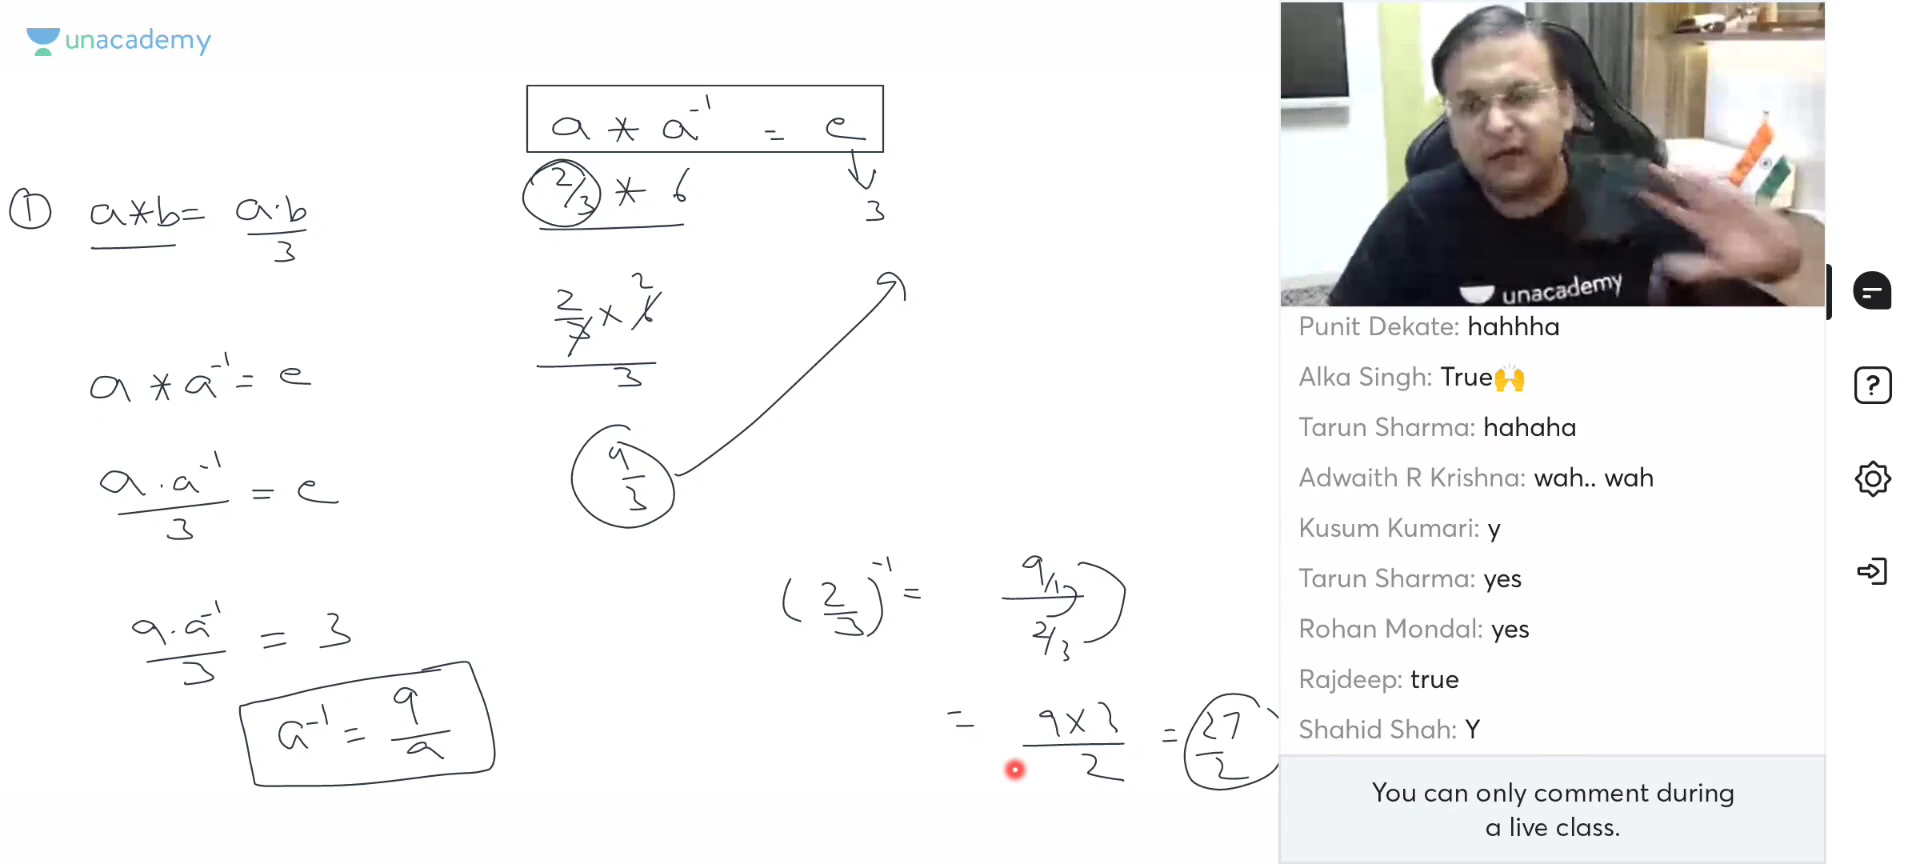 unacademy
a * a⁻¹ = e
2/3 * 6
3
① a*b = a·b/3
2/3 × 6 2
3
a * a⁻¹ = e
9/3
a·a⁻¹/3 = e
(2/3)⁻¹ =
2/3
a·a⁻¹/3 = 3
a⁻¹ = 9/a
= 9×3/2 = 27/2
unacademy
Punit Dekate: hahhha
Alka Singh: True🙌
Tarun Sharma: hahaha
Adwaith R Krishna: wah.. wah
Kusum Kumari: y
Tarun Sharma: yes
Rohan Mondal: yes
Rajdeep: true
Shahid Shah: Y
You can only comment during
a live class.
?